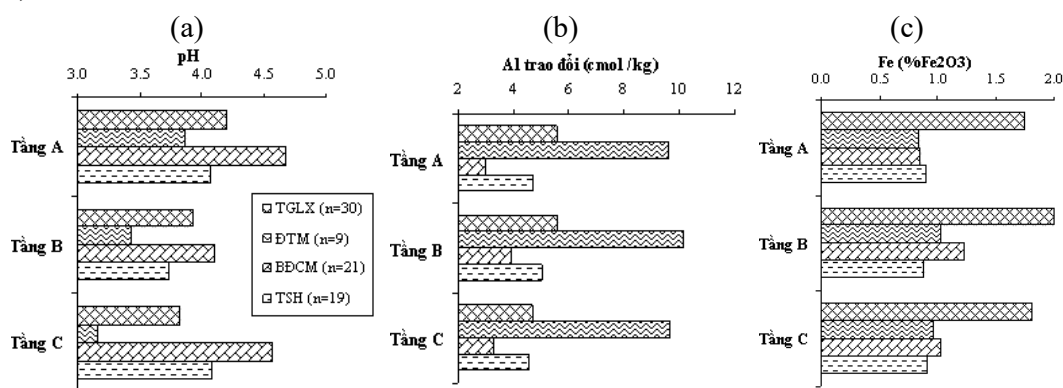 (a)
pH
3.0 3.5 4.0 4.5 5.0
Tầng A
Tầng B
Tầng C
TGLX (n=30)
ĐTM (n=9)
BĐCM (n=21)
TSH (n=19)
(b)
Al trao đổi (cmol /kg)
2 4 6 8 10 12
Tầng A
Tầng B
Tầng C
(c)
Fe (%Fe2O3)
0.0 0.5 1.0 1.5 2.0
Tầng A
Tầng B
Tầng C